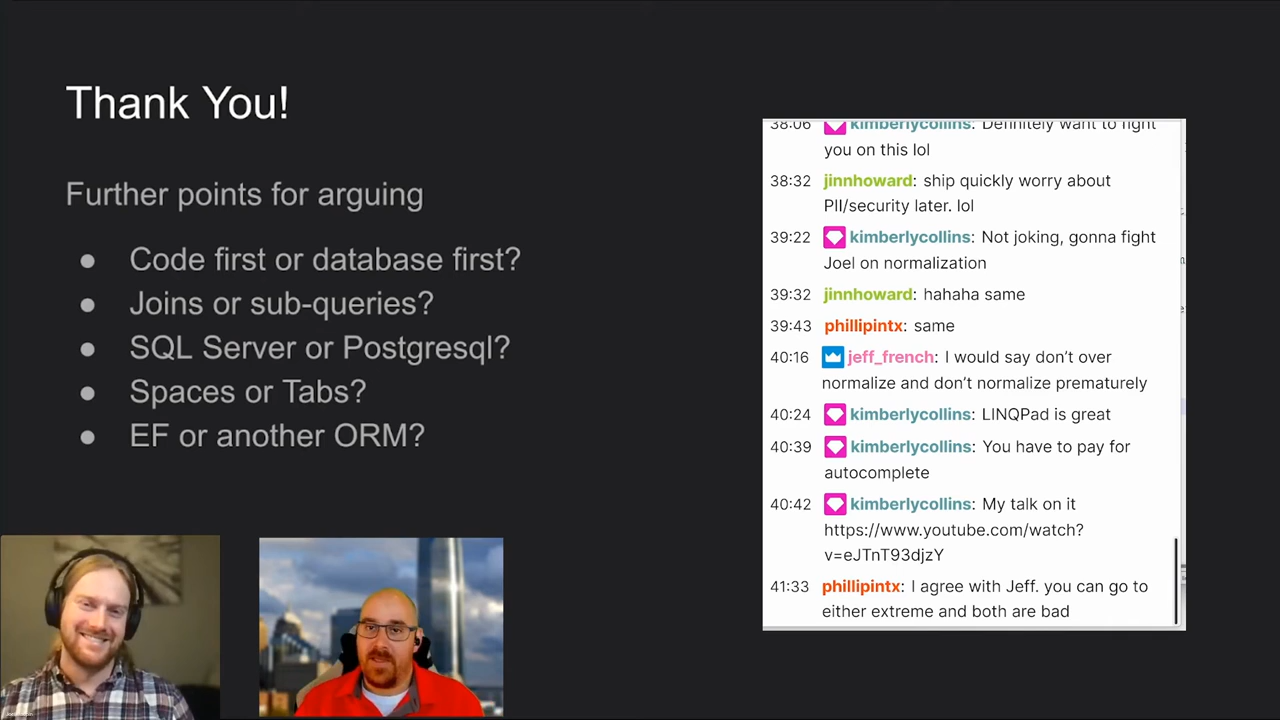 Thank You!
Further points for arguing
● Code first or database first?
● Joins or sub-queries?
● SQL Server or Postgresql?
● Spaces or Tabs?
● EF or another ORM?
38:06 kimberlycollins: Definitely want to fight
you on this lol
38:32 jinnhoward: ship quickly worry about
PII/security later. lol
39:22 kimberlycollins: Not joking, gonna fight
Joel on normalization
39:32 jinnhoward: hahaha same
39:43 phillipintx: same
40:16 jeff_french: I would say don't over
normalize and don't normalize prematurely
40:24 kimberlycollins: LINQPad is great
40:39 kimberlycollins: You have to pay for
autocomplete
40:42 kimberlycollins: My talk on it
https://www.youtube.com/watch?
v=eJTnT93djzY
41:33 phillipintx: I agree with Jeff. you can go to
either extreme and both are bad